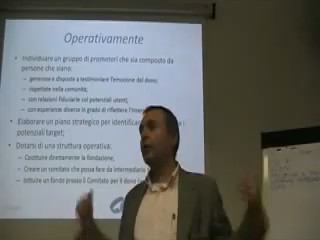 Operativamente
• Individuare un gruppo di promotori che sia composto da
persone che siano:
– generose e disposte a testimoniare l'emozione del dono;
– rispettate nella comunità;
– con relazioni fiduciarie coi potenziali utenti;
– con esperienze diverse in grado di riflettere
• Elaborare un piano strategico per identificare
potenziali target;
• Dotarsi di una struttura operativa:
– Costituire direttamente la fondazione;
– Creare un comitato che possa fare da intermediario
– Istituire un fondo presso il Comitato per il dono